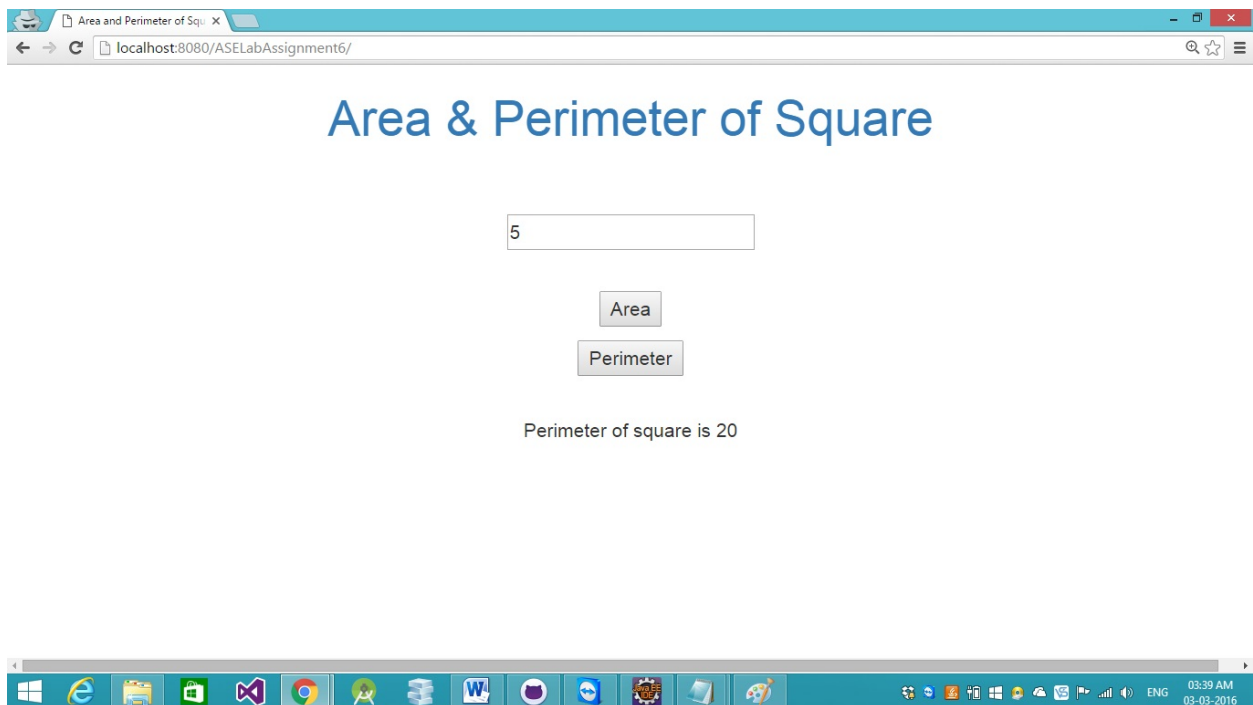 Area and Perimeter of Squ
localhost:8080/ASELabAssignment6/
Area & Perimeter of Square
5
Area
Perimeter
Perimeter of square is 20
ENG
03:39 AM
03-03-2016